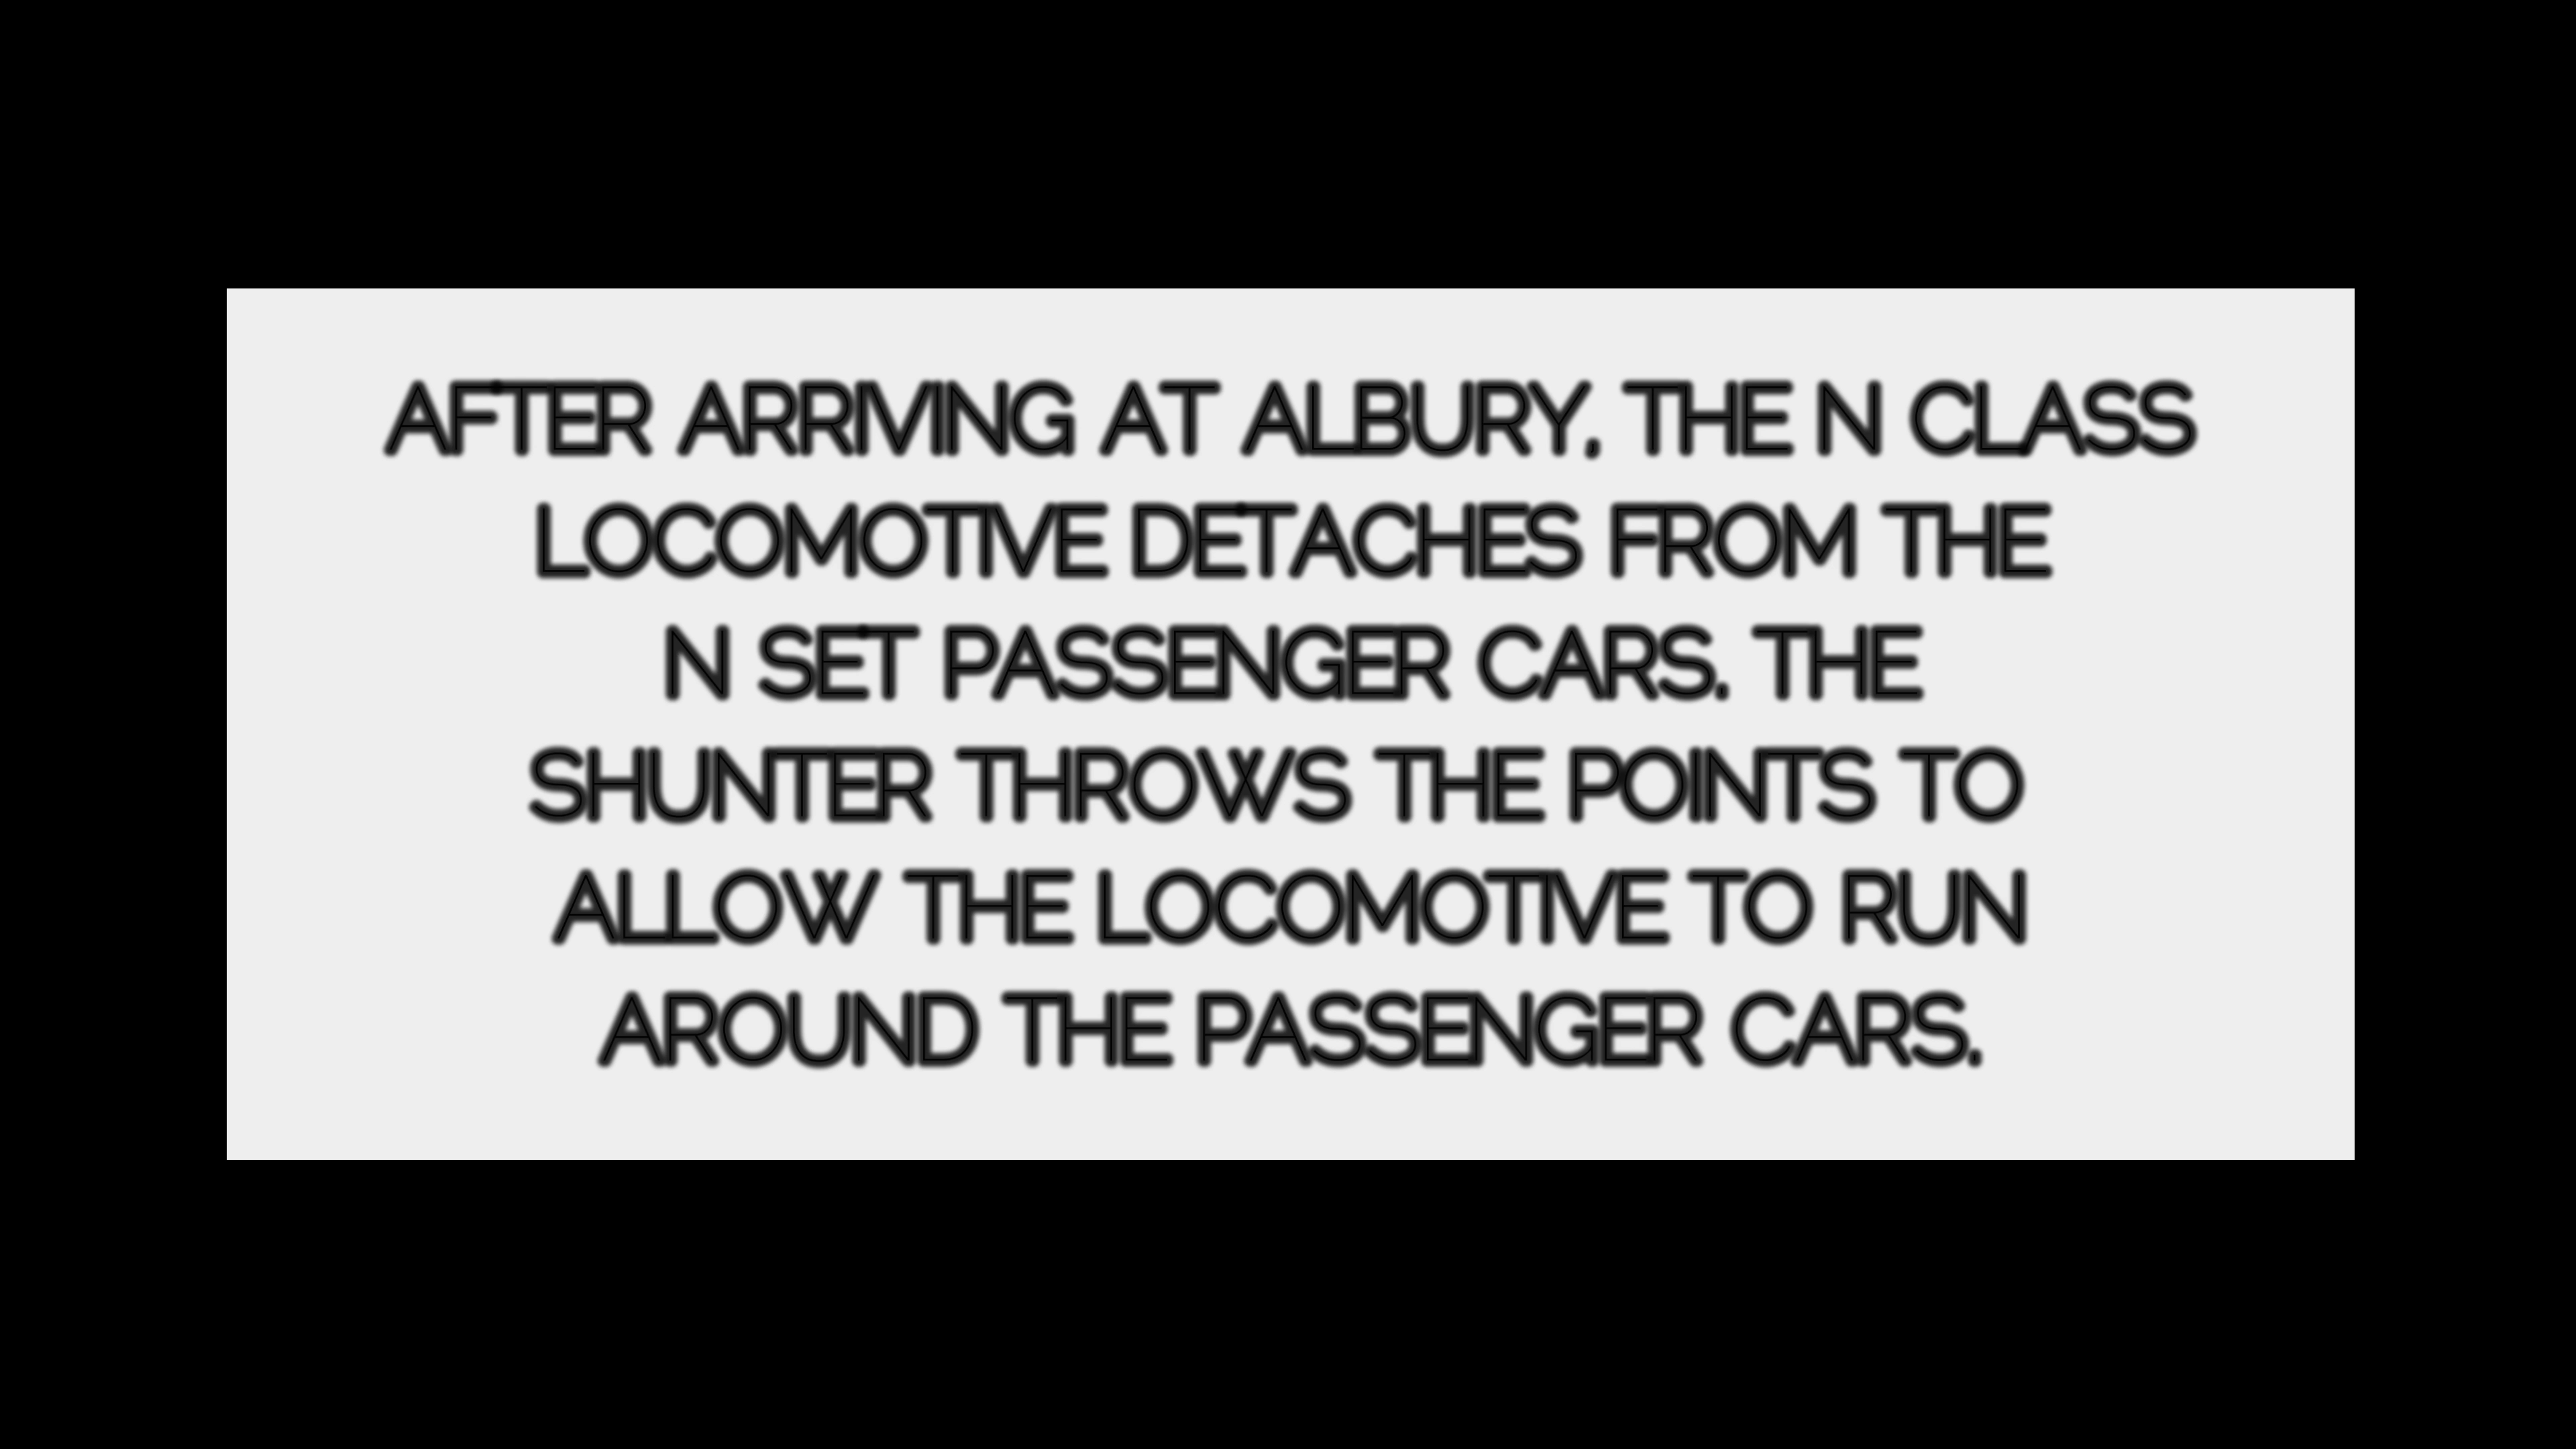 AFTER ARRIVING AT ALBURY, THE N CLASS
LOCOMOTIVE DETACHES FROM THE
N SET PASSENGER CARS. THE
SHUNTER THROWS THE POINTS TO
ALLOW THE LOCOMOTIVE TO RUN
AROUND THE PASSENGER CARS.